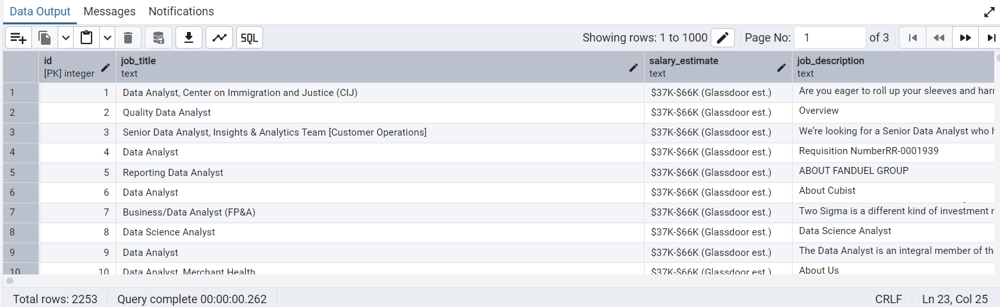 Data Output Messages Notifications
SQL Showing rows: 1 to 1000 Page No: 1 of 3
id job_title salary_estimate job_description
[PK] integer text text text
1 1 Data Analyst, Center on Immigration and Justice (CIJ) $37K-$66K (Glassdoor est.) Are you eager to roll up your sleeves and
2 2 Quality Data Analyst $37K-$66K (Glassdoor est.) Overview
3 3 Senior Data Analyst, Insights & Analytics Team [Customer Operations] $37K-$66K (Glassdoor est.) We’re looking for a Senior Data Analyst who
4 4 Data Analyst $37K-$66K (Glassdoor est.) Requisition NumberRR-0001939
5 5 Reporting Data Analyst $37K-$66K (Glassdoor est.) ABOUT FANDUEL GROUP
6 6 Data Analyst $37K-$66K (Glassdoor est.) About Cubist
7 7 Business/Data Analyst (FP&A) $37K-$66K (Glassdoor est.) Two Sigma is a different kind of investment
8 8 Data Science Analyst $37K-$66K (Glassdoor est.) Data Science Analyst
9 9 Data Analyst $37K-$66K (Glassdoor est.) The Data Analyst is an integral member of
10 10 Data Analyst, Merchant Health $37K-$66K (Glassdoor est.) About Us
Total rows: 2253 Query complete 00:00:00.262 CRLF Ln 23, Col 25